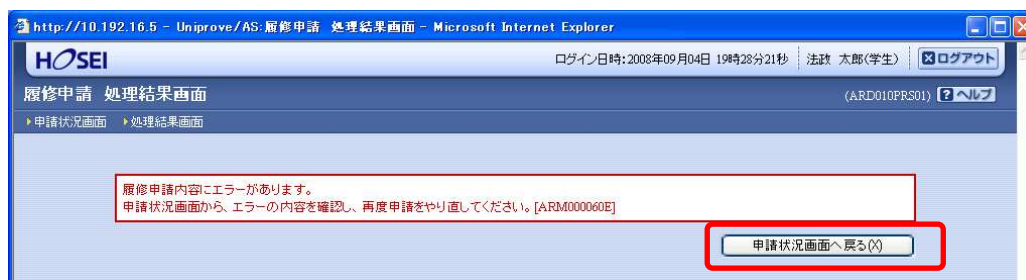 http://10.192.16.5 - Uniprove/AS:履修申請 処理結果画面 - Microsoft Internet Explorer
HOSEI
ログイン日時:2008年09月04日 19時28分21秒 法政 太郎(学生) ログアウト
履修申請 処理結果画面
(ARD010PRS01) ? ヘルプ
申請状況画面 処理結果画面
履修申請内容にエラーがあります。
申請状況画面から、エラーの内容を確認し、再度申請をやり直してください。[ARM000060E]
申請状況画面へ戻る(X)